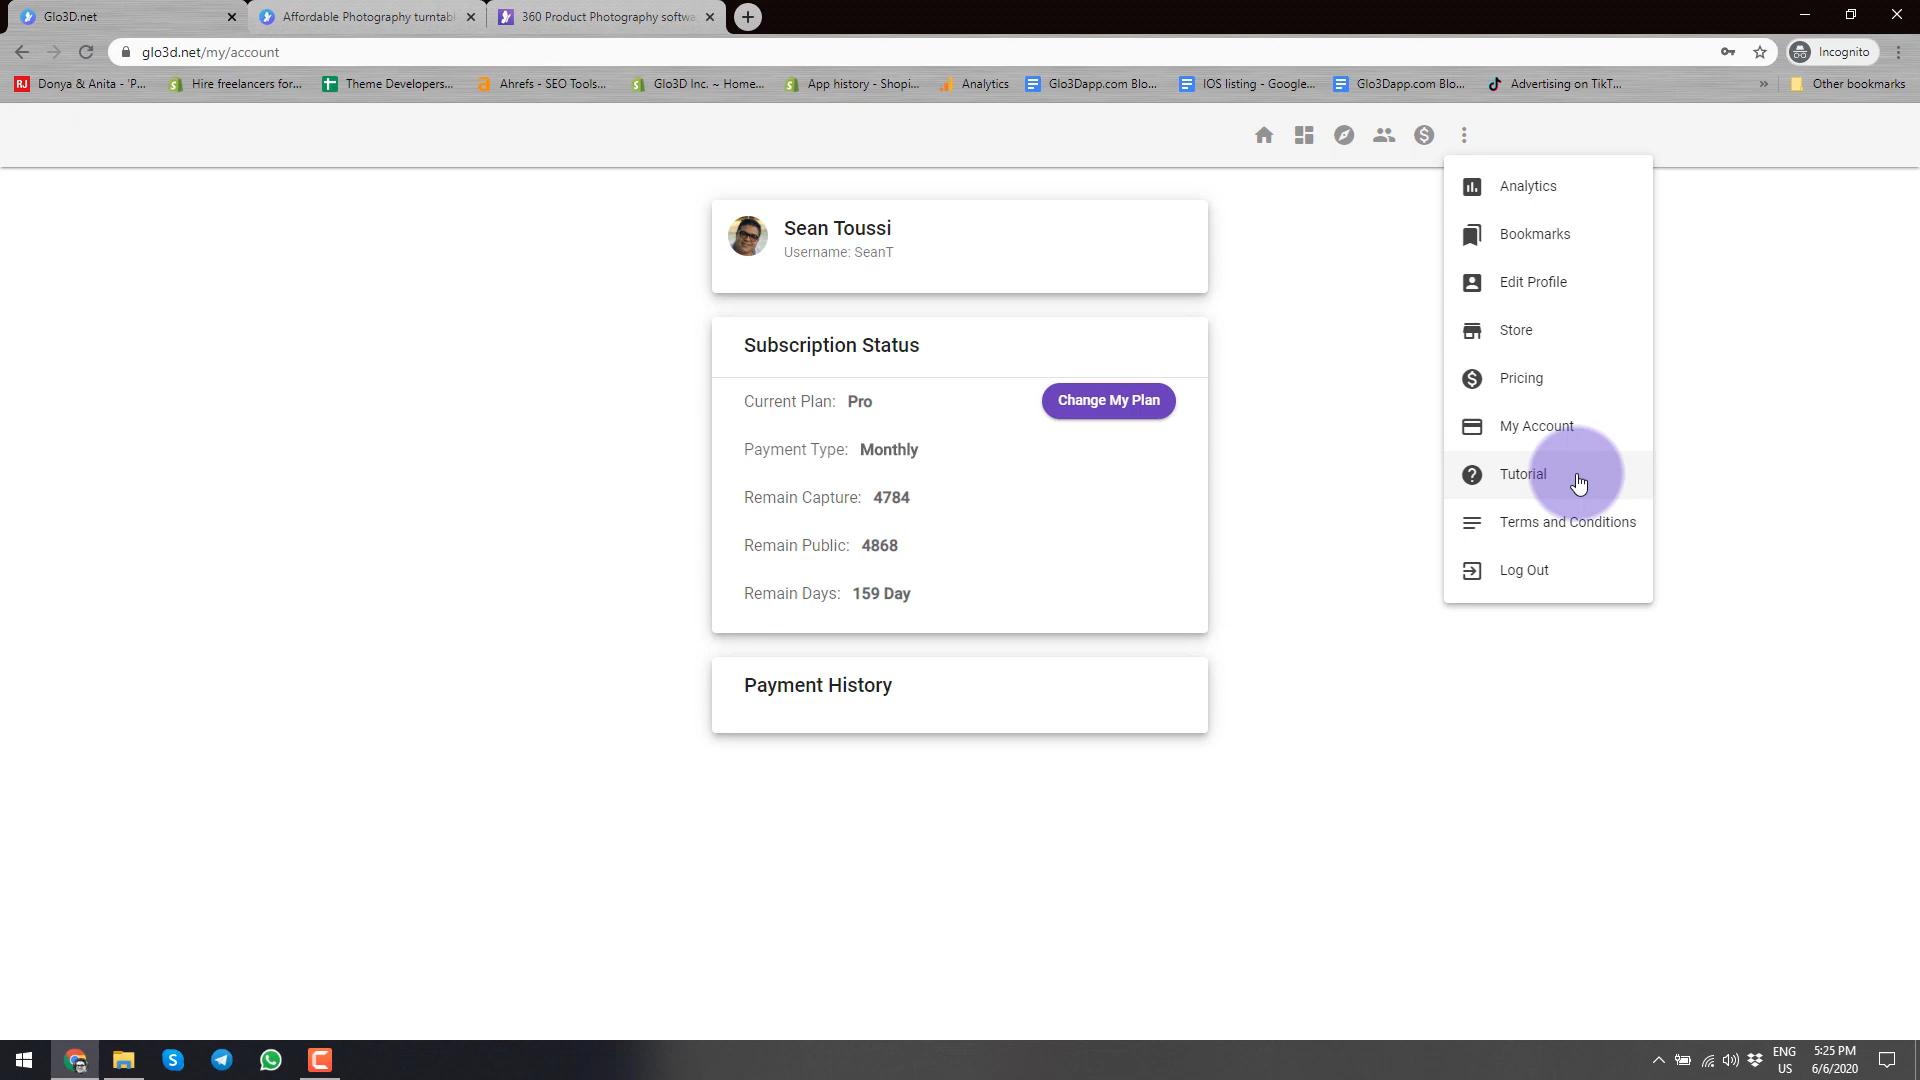 Glo3D.net
Affordable Photography turntabl
360 Product Photography softwa
glo3d.net/my/account
Incognito
RJ Donya & Anita - 'P...
Hire freelancers for...
Theme Developers...
Ahrefs - SEO Tools...
Glo3D Inc. ~ Home...
App history - Shopi...
Analytics
Glo3Dapp.com Blo...
IOS listing - Google...
Glo3Dapp.com Blo...
Advertising on TikT...
Other bookmarks
Analytics
Bookmarks
Edit Profile
Store
Pricing
My Account
Tutorial
Terms and Conditions
Log Out
Sean Toussi
Username: SeanT
Subscription Status
Current Plan: Pro
Change My Plan
Payment Type: Monthly
Remain Capture: 4784
Remain Public: 4868
Remain Days: 159 Day
Payment History
ENG
US
5:25 PM
6/6/2020